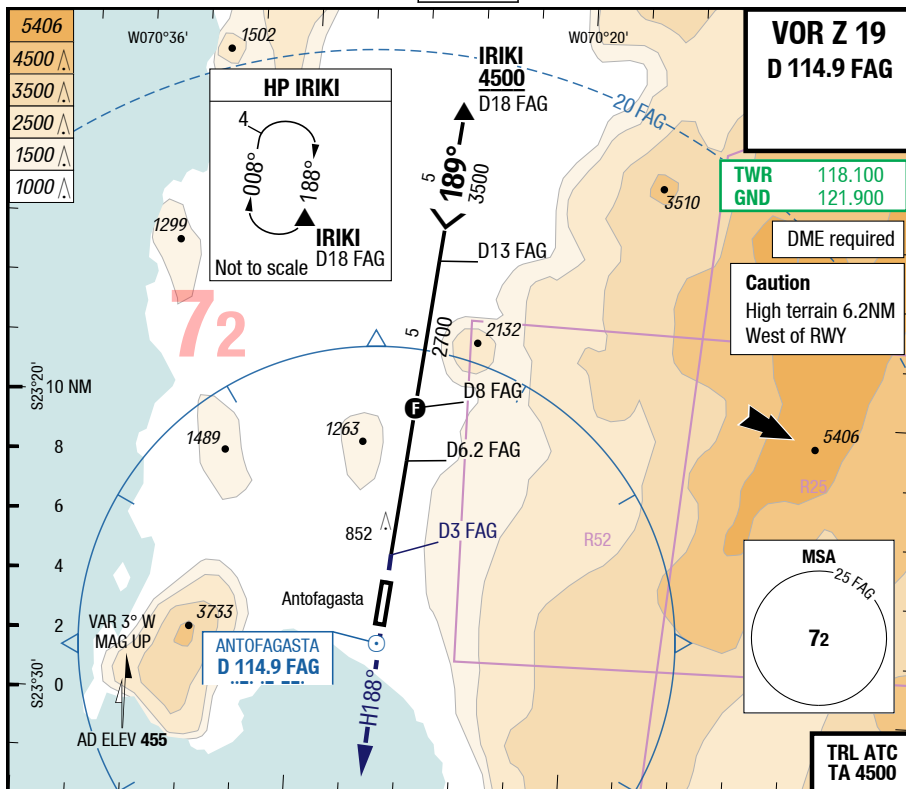 5406
4500
3500
2500
1500
1000
W070°36'
1502
W070°20'
VOR Z 19
D 114.9 FAG
IRIKI
4500
D18 FAG
20 FAG
HP IRIKI
4
008°
188°
IRIKI
D18 FAG
Not to scale
5
189°
3500
3510
TWR 118.100
GND 121.900
DME required
Caution
High terrain 6.2NM
West of RWY
1299
72
D13 FAG
5
2700
2132
S23°20'
10 NM
D8 FAG
F
1489
1263
D6.2 FAG
8
5406
R25
6
852
D3 FAG
R52
4
MSA
25 FAG
72
Antofagasta
3733
VAR 3° W
MAG UP
2
ANTOFAGASTA
D 114.9 FAG
S23°30'
0
H188°
AD ELEV 455
TRL ATC
TA 4500